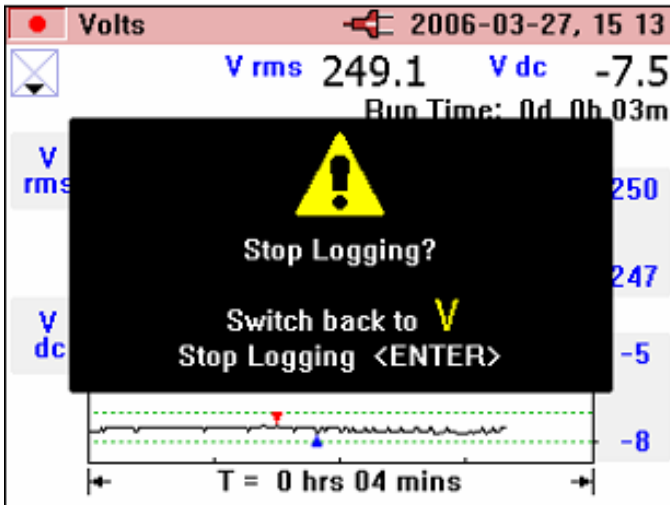 Volts 2006-03-27, 15 13
V rms 249.1 V dc -7.5
Run Time: 0d 0h 03m
V
rms
250
Stop Logging?
247
Switch back to V
V
dc
Stop Logging <ENTER>
-5
-8
T = 0 hrs 04 mins